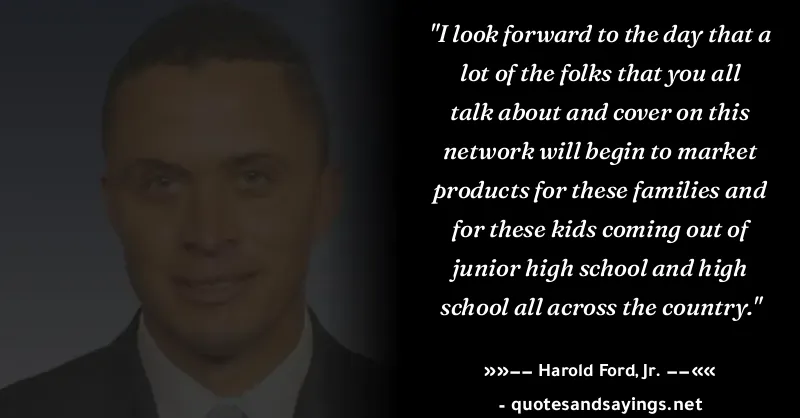 "I look forward to the day that a
lot of the folks that you all
talk about and cover on this
network will begin to market
products for these families and
for these kids coming out of
junior high school and high
school all across the country."
»»−− Harold Ford, Jr. −−««
- quotesandsayings.net